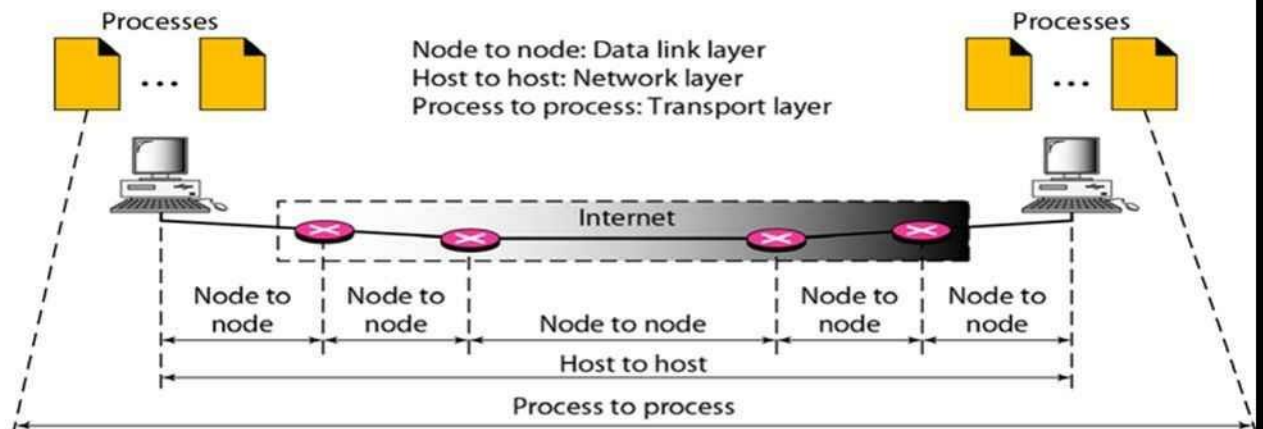 Processes
Processes
Node to node: Data link layer
Host to host: Network layer
Process to process: Transport layer
Internet
Node to
node
Node to
node
Node to node
Node to
node
Node to
node
Host to host
Process to process